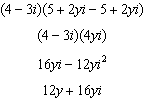 (4 − 3i)(5 + 2yi − 5 + 2yi)
(4 − 3i)(4yi)
16yi − 12yi²
12y + 16yi